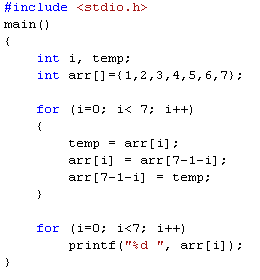 #include <stdio.h>
main()
{
    int i, temp;
    int arr[]={1,2,3,4,5,6,7};

    for (i=0; i< 7; i++)
    {
        temp = arr[i];
        arr[i] = arr[7-1-i];
        arr[7-1-i] = temp;
    }

    for (i=0; i<7; i++)
        printf("%d ", arr[i]);
}